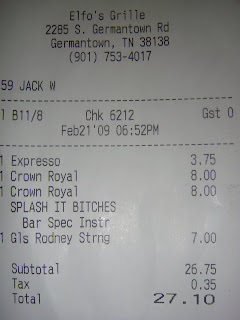 Elfo's Grille
2285 S. Germantown Rd
Germantown, TN 38138
(901) 753-4017
59 JACK W
1 B11/8 Chk 6212 Gst 0
Feb21'09 06:52PM
1 Expresso 3.75
1 Crown Royal 8.00
1 Crown Royal 8.00
SPLASH IT BITCHES
Bar Spec Instr
1 Gls Rodney Strng 7.00
Subtotal 26.75
Tax 0.35
Total 27.10